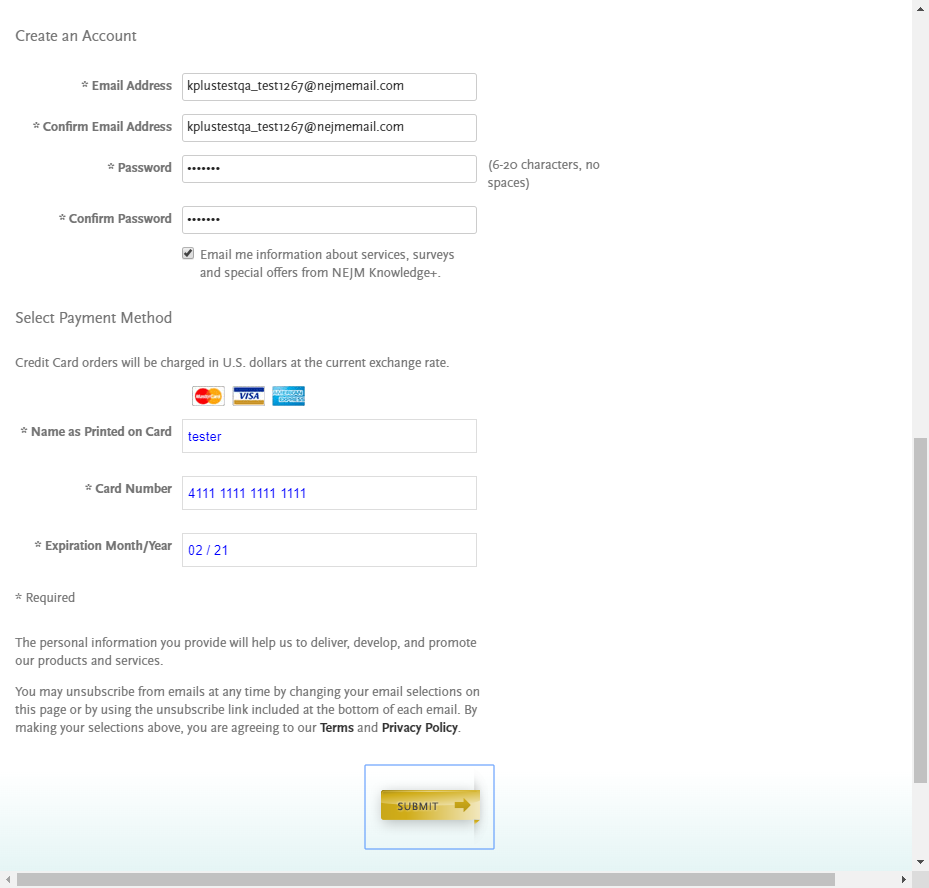 Create an Account
* Email Address
kplustestqa_test1267@nejmemail.com
* Confirm Email Address
kplustestqa_test1267@nejmemail.com
* Password
•••••••
(6-20 characters, no
spaces)
* Confirm Password
•••••••
Email me information about services, surveys
and special offers from NEJM Knowledge+.
Select Payment Method
Credit Card orders will be charged in U.S. dollars at the current exchange rate.
MasterCard VISA AMERICAN EXPRESS
* Name as Printed on Card
tester
* Card Number
4111 1111 1111 1111
* Expiration Month/Year
02 / 21
* Required
The personal information you provide will help us to deliver, develop, and promote
our products and services.
You may unsubscribe from emails at any time by changing your email selections on
this page or by using the unsubscribe link included at the bottom of each email. By
making your selections above, you are agreeing to our Terms and Privacy Policy.
SUBMIT